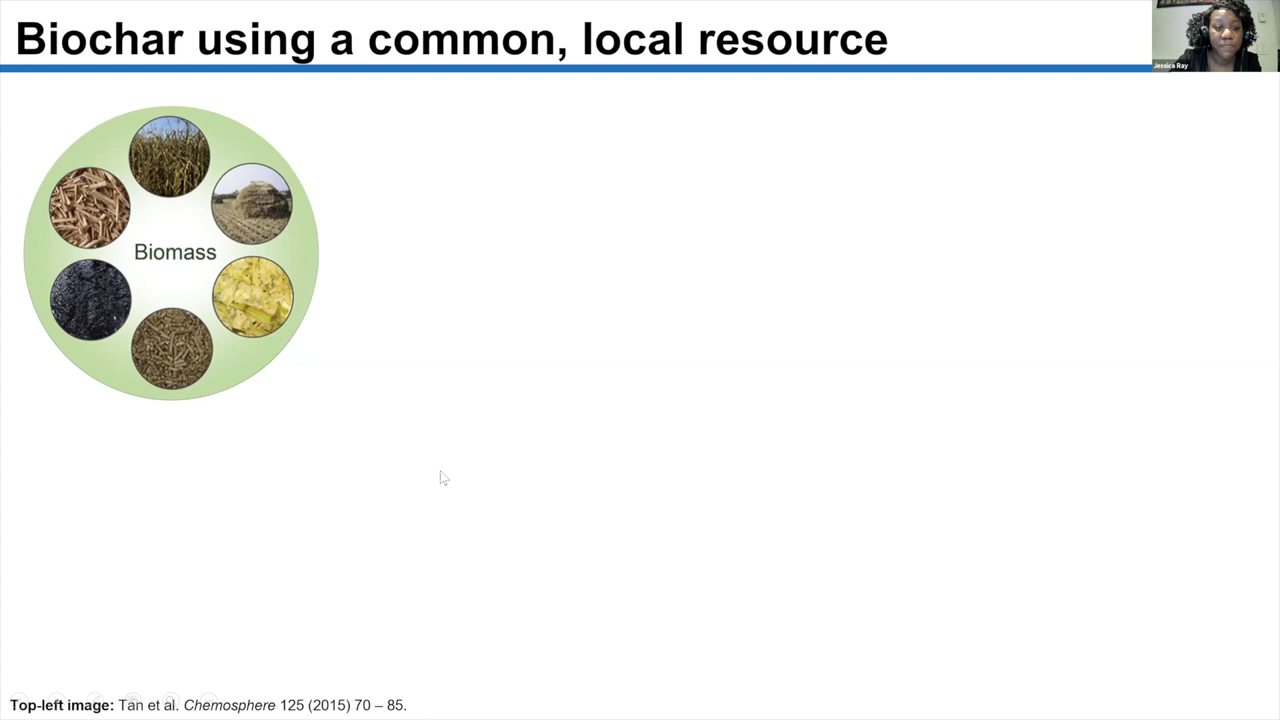 Biochar using a common, local resource
Jessica Ray
Biomass
Top-left image: Tan et al. Chemosphere 125 (2015) 70 – 85.